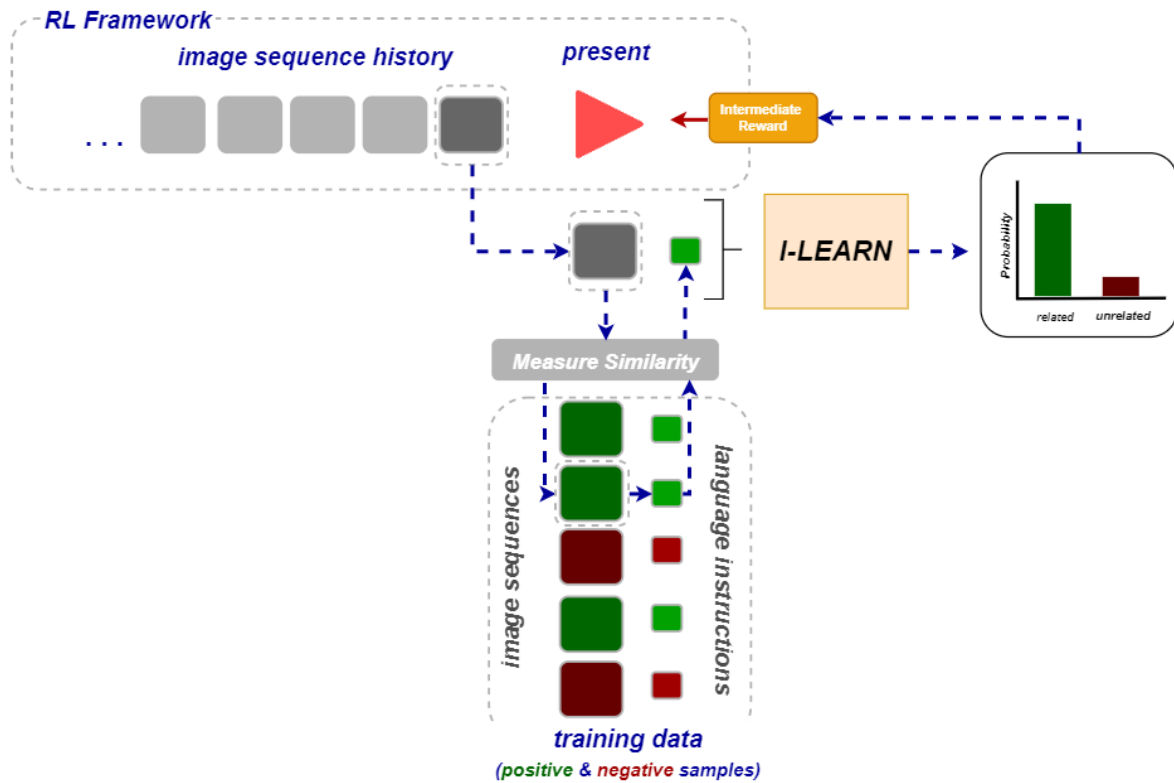 RL Framework
image sequence history
present
. . .
Intermediate
Reward
I-LEARN
Probability
related
unrelated
Measure Similarity
image sequences
language instructions
training data
(positive & negative samples)